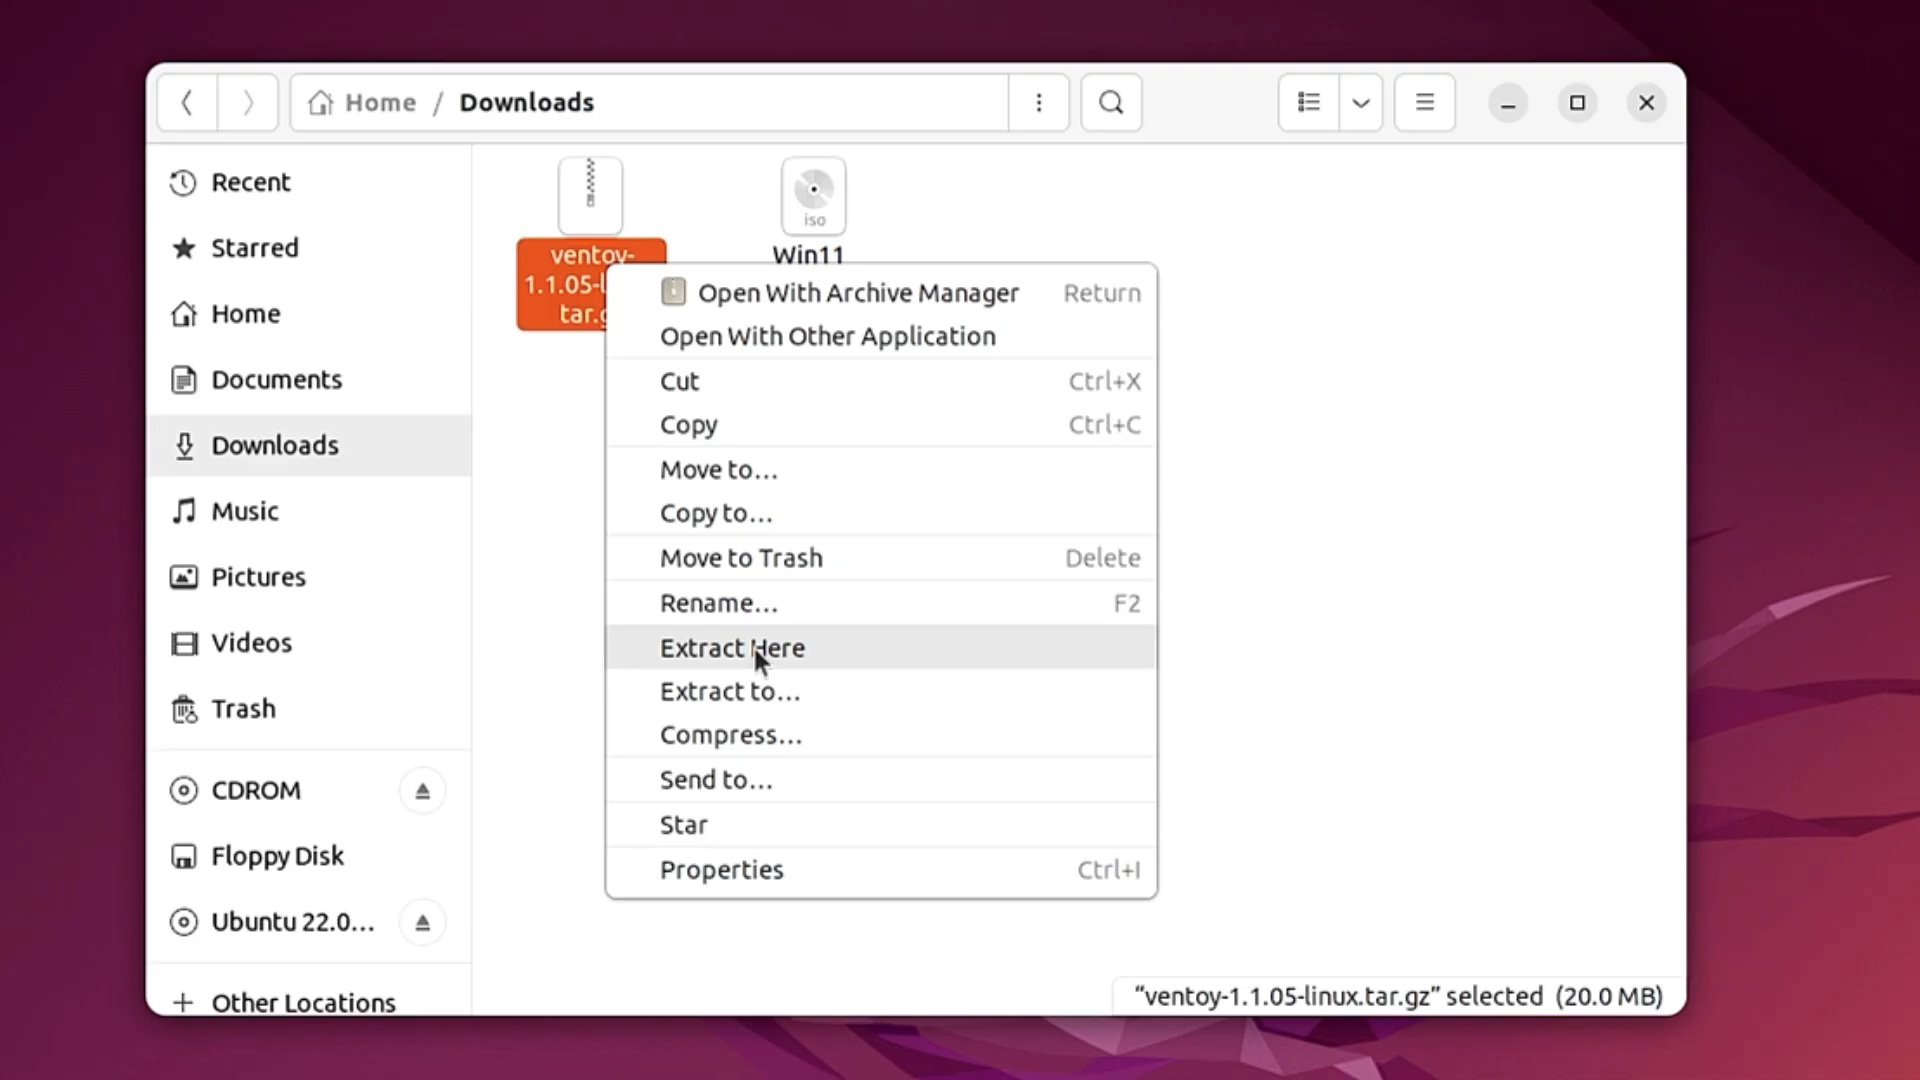 Home / Downloads
Recent
Starred
Home
Documents
Downloads
Music
Pictures
Videos
Trash
CDROM
Floppy Disk
Ubuntu 22.0…
Other Locations
ventoy-
1.1.05-l
tar.g
iso
Win11
Open With Archive Manager Return
Open With Other Application
Cut Ctrl+X
Copy Ctrl+C
Move to…
Copy to…
Move to Trash Delete
Rename… F2
Extract Here
Extract to…
Compress…
Send to…
Star
Properties Ctrl+I
“ventoy-1.1.05-linux.tar.gz” selected (20.0 MB)